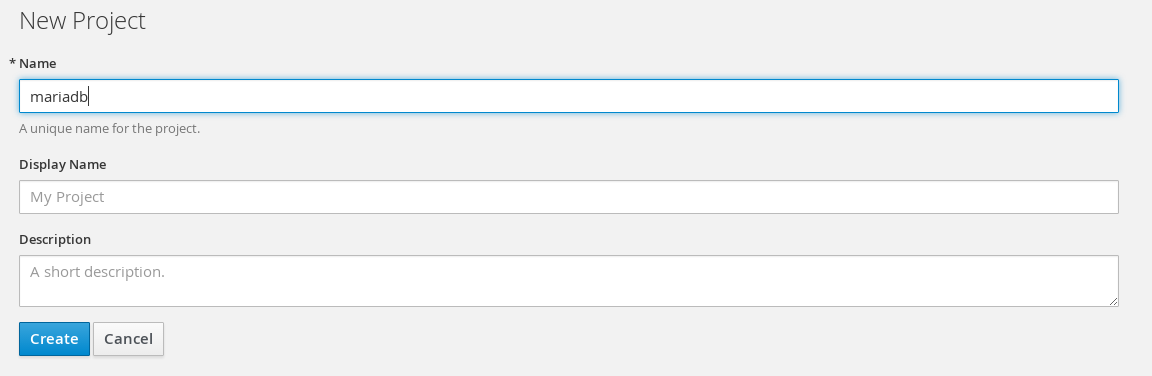 New Project
* Name
mariadb
A unique name for the project.
Display Name
My Project
Description
A short description.
Create Cancel